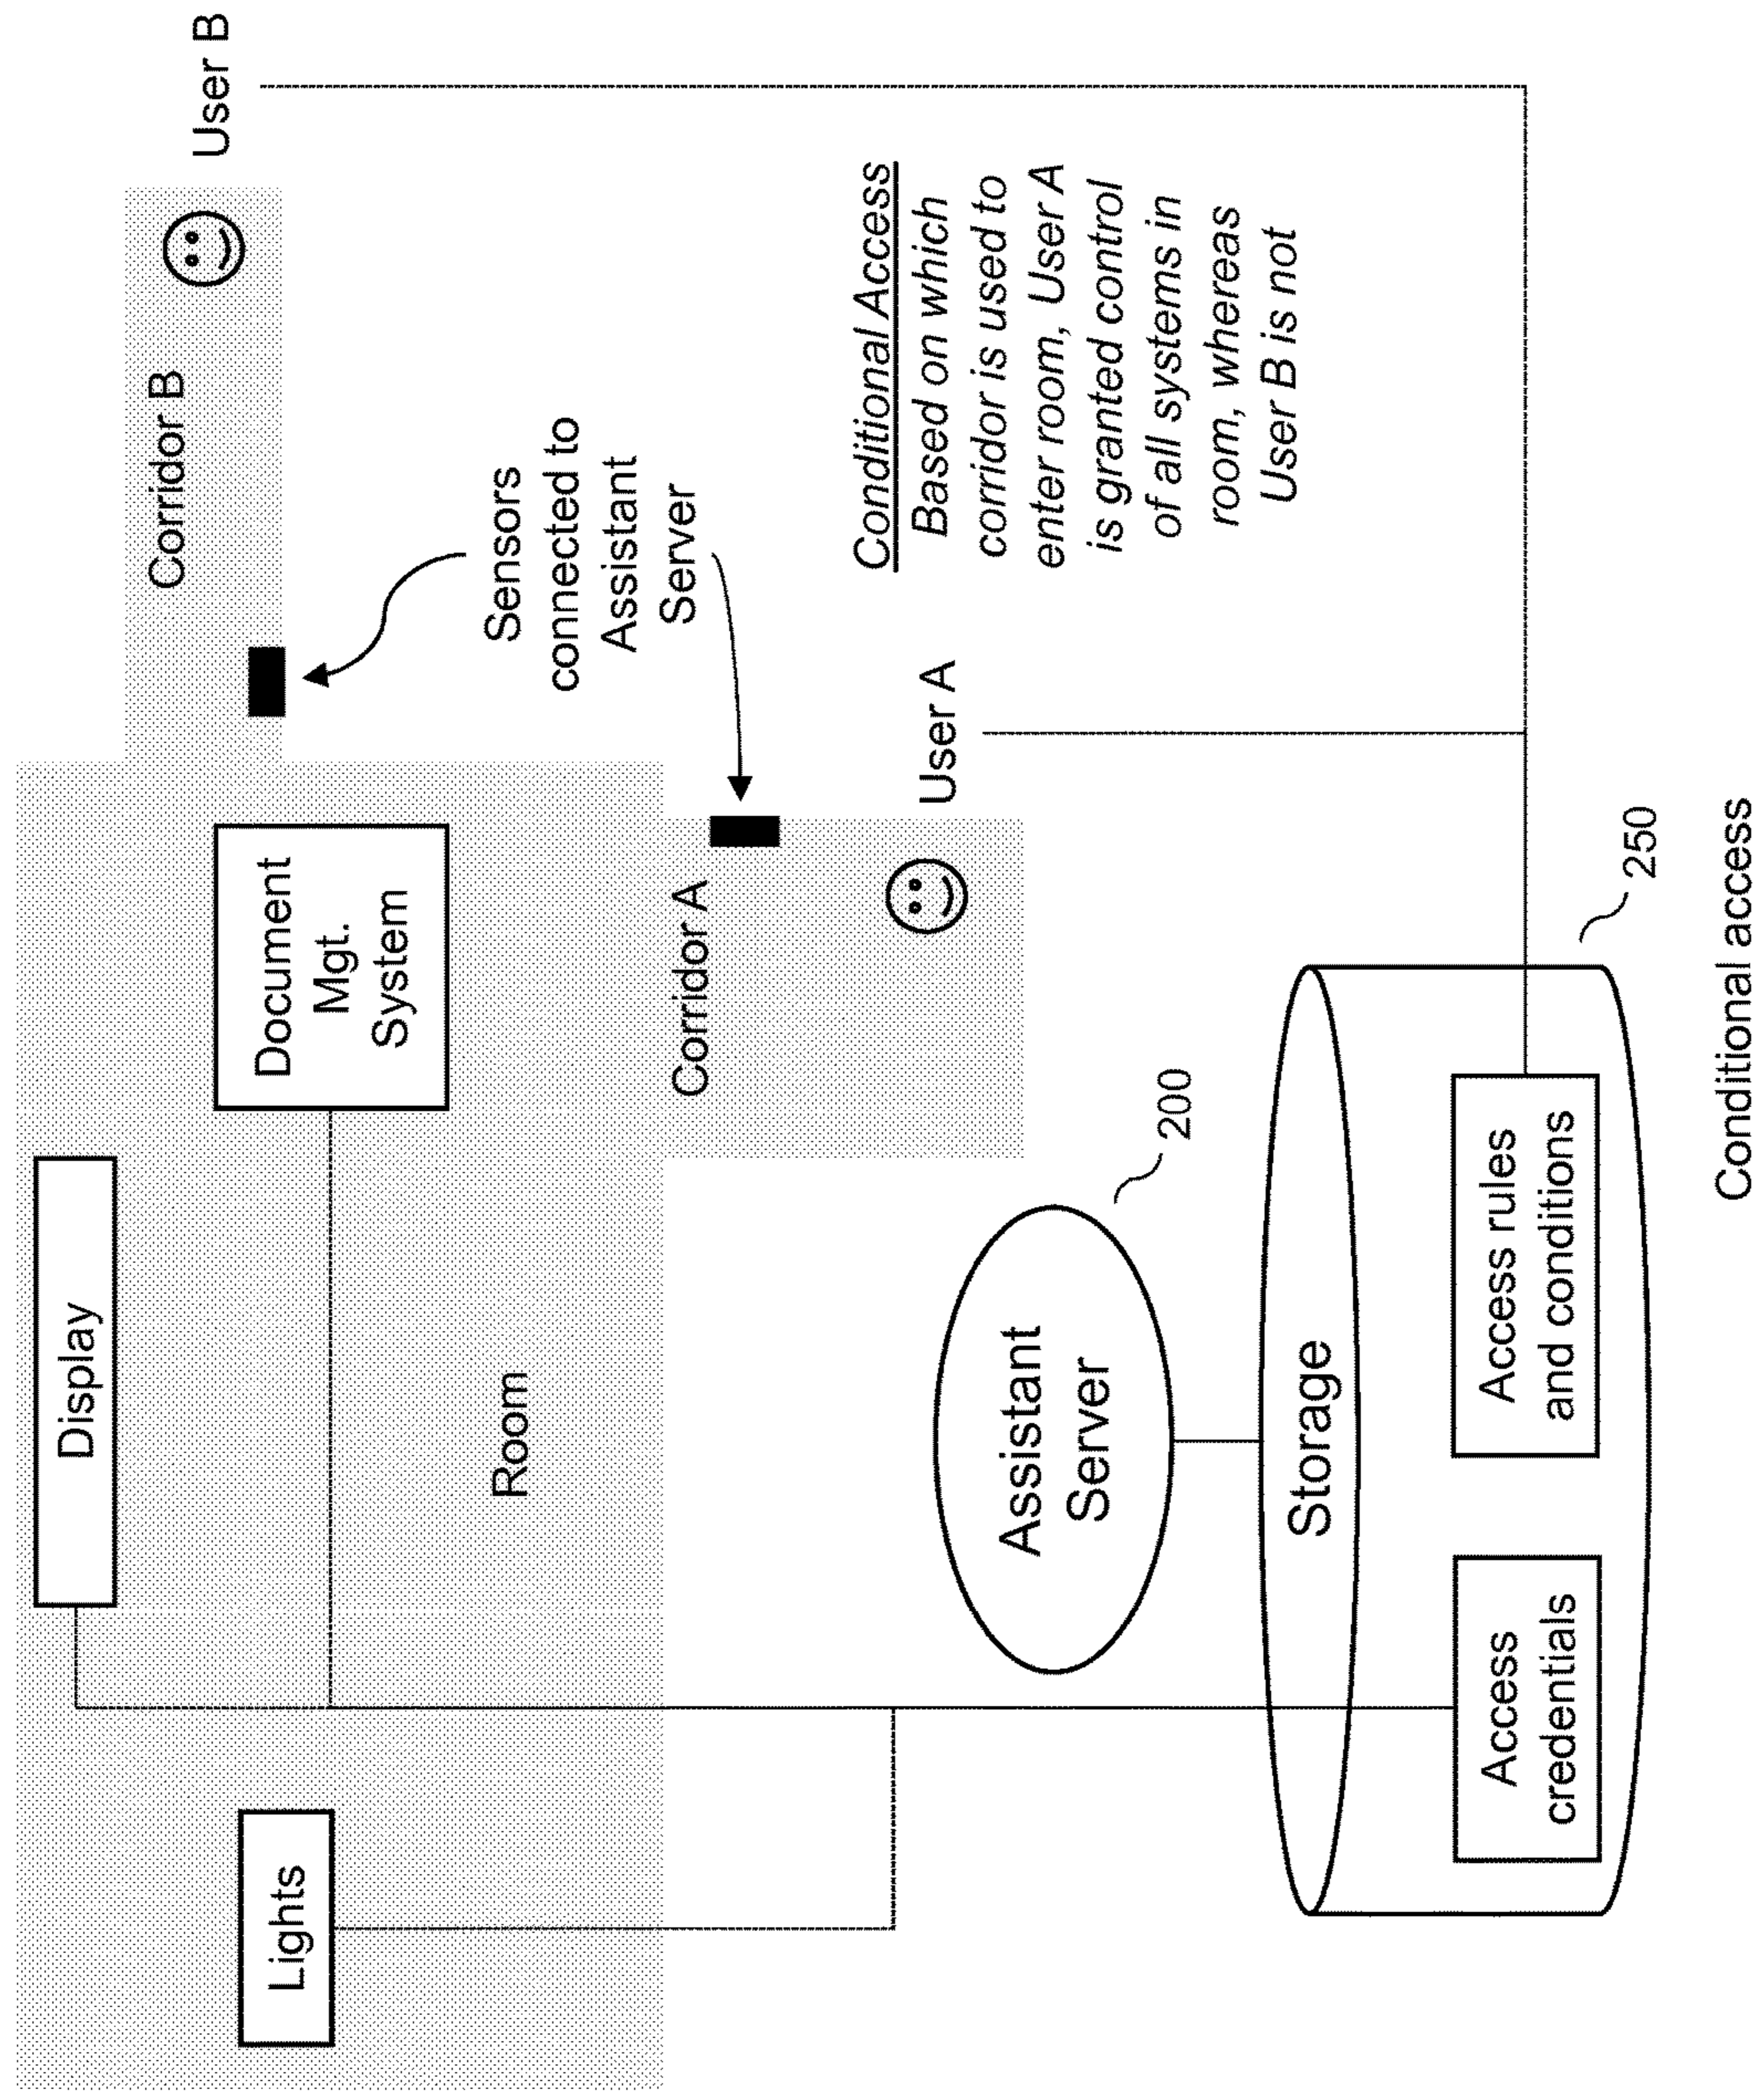 Display
Lights
Document
Mgt.
System
Room
Corridor B
User B
Sensors
connected to
Assistant
Server
Corridor A
User A
Conditional Access
Based on which
corridor is used to
enter room, User A
is granted control
of all systems in
room, whereas
User B is not
Assistant
Server
200
Storage
250
Access
credentials
Access rules
and conditions
Conditional access